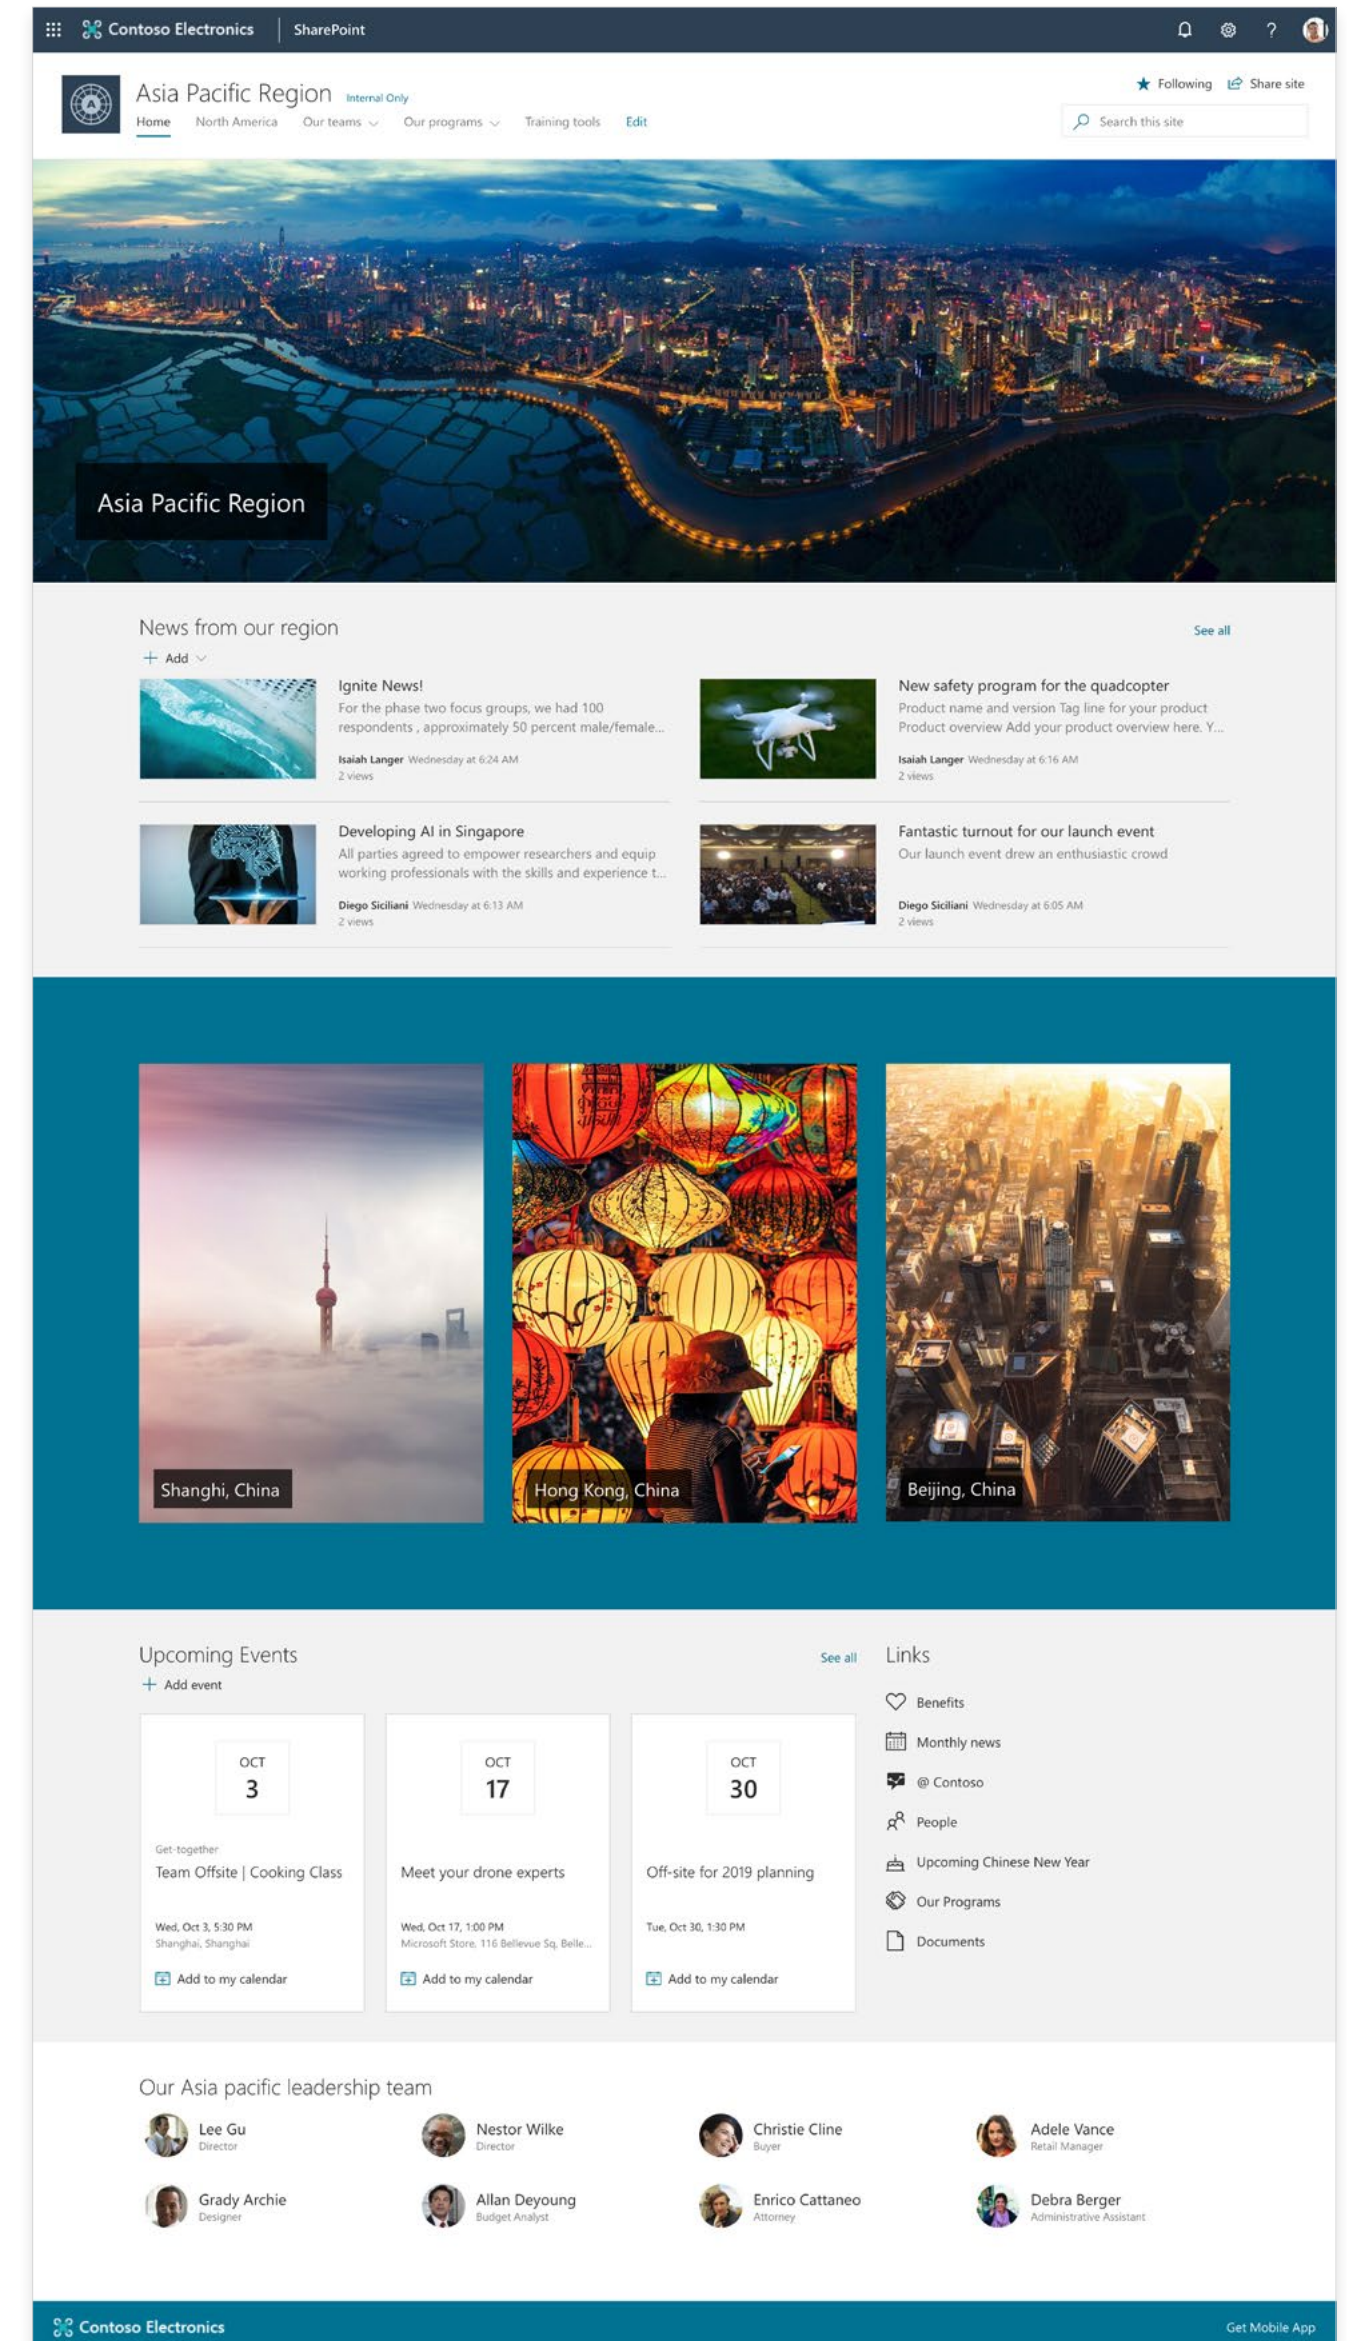 Contoso Electronics
SharePoint
Asia Pacific Region
Internal Only
Following
Share site
Home
North America
Our teams
Our programs
Training tools
Edit
Search this site
Asia Pacific Region
News from our region
See all
+ Add
Ignite News!
For the phase two focus groups, we had 100
respondents , approximately 50 percent male/female...
Isaiah Langer Wednesday at 6:24 AM
2 views
New safety program for the quadcopter
Product name and version Tag line for your product
Product overview Add your product overview here. Y...
Isaiah Langer Wednesday at 6:16 AM
2 views
Developing AI in Singapore
All parties agreed to empower researchers and equip
working professionals with the skills and experience t...
Diego Siciliani Wednesday at 6:13 AM
2 views
Fantastic turnout for our launch event
Our launch event drew an enthusiastic crowd
Diego Siciliani Wednesday at 6:05 AM
2 views
Shanghi, China
Hong Kong, China
Beijing, China
Upcoming Events
See all
+ Add event
OCT
3
Get-together
Team Offsite | Cooking Class
Wed, Oct 3, 5:30 PM
Shanghai, Shanghai
Add to my calendar
OCT
17
Meet your drone experts
Wed, Oct 17, 1:00 PM
Microsoft Store, 116 Bellevue Sq, Belle...
Add to my calendar
OCT
30
Off-site for 2019 planning
Tue, Oct 30, 1:30 PM
Add to my calendar
Links
Benefits
Monthly news
@ Contoso
People
Upcoming Chinese New Year
Our Programs
Documents
Our Asia pacific leadership team
Lee Gu
Director
Nestor Wilke
Director
Christie Cline
Buyer
Adele Vance
Retail Manager
Grady Archie
Designer
Allan Deyoung
Budget Analyst
Enrico Cattaneo
Attorney
Debra Berger
Administrative Assistant
Contoso Electronics
Get Mobile App